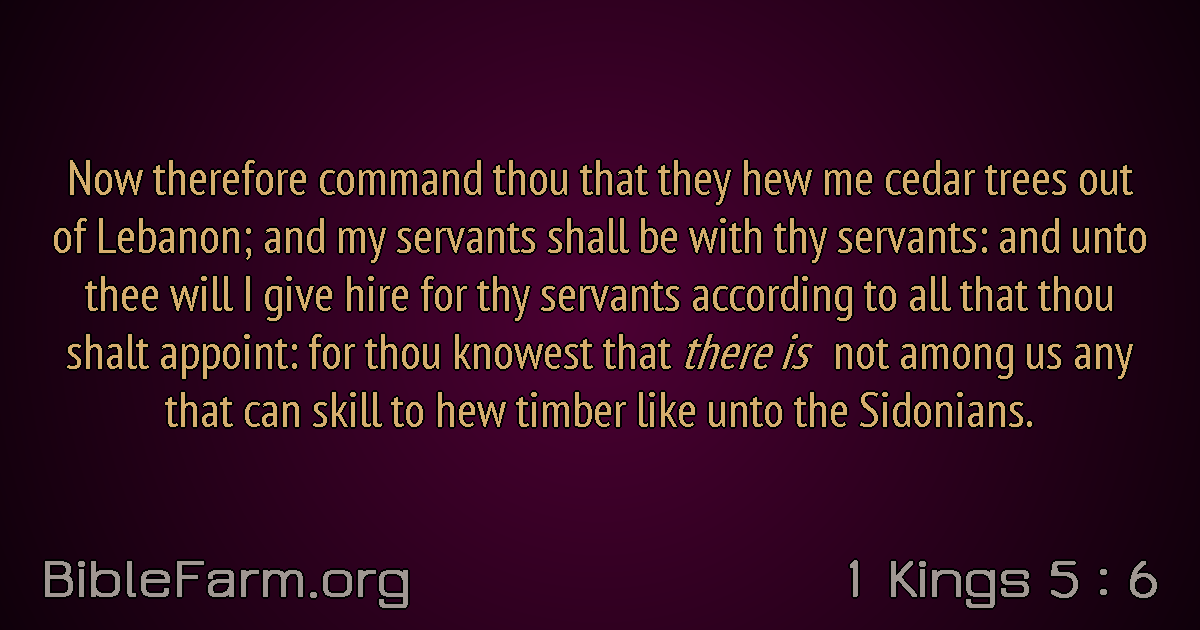 Now therefore command thou that they hew me cedar trees out
of Lebanon; and my servants shall be with thy servants: and unto
thee will I give hire for thy servants according to all that thou
shalt appoint: for thou knowest that there is not among us any
that can skill to hew timber like unto the Sidonians.
BibleFarm.org
1 Kings 5 : 6